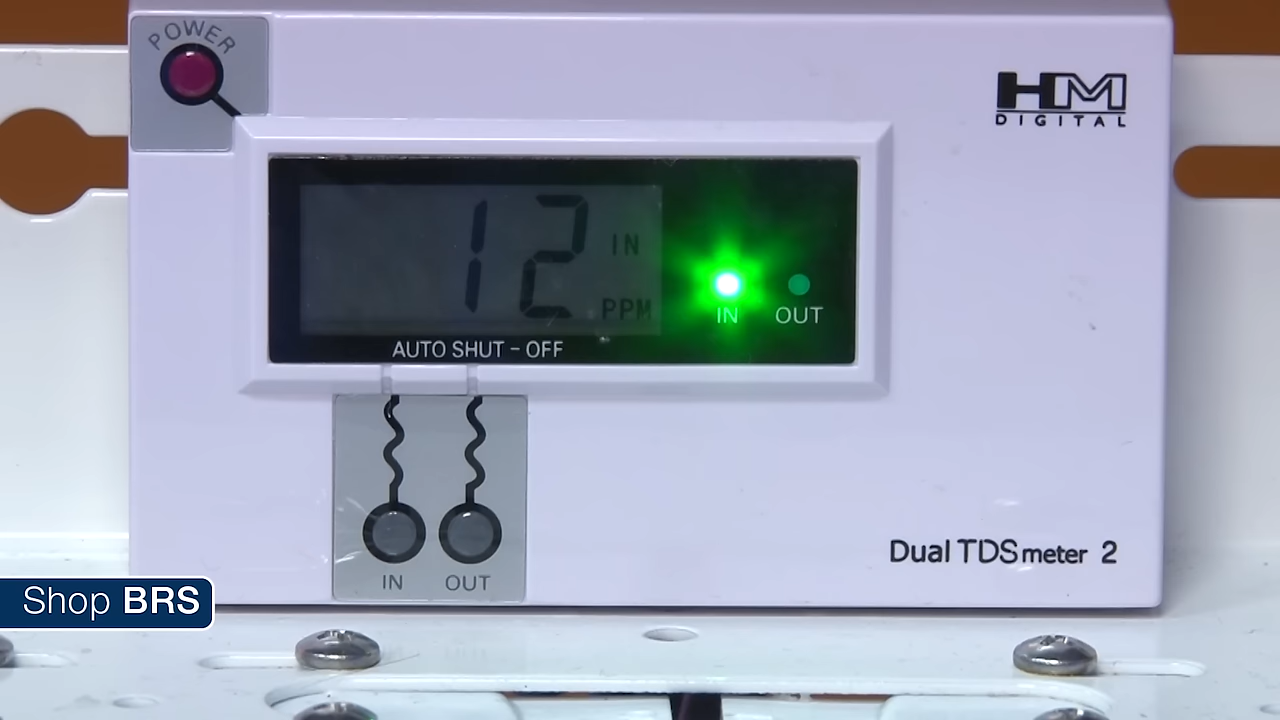 POWER
HM
DIGITAL
12
IN
PPM
IN
OUT
AUTO SHUT-OFF
IN
OUT
Dual TDS meter 2
Shop BRS